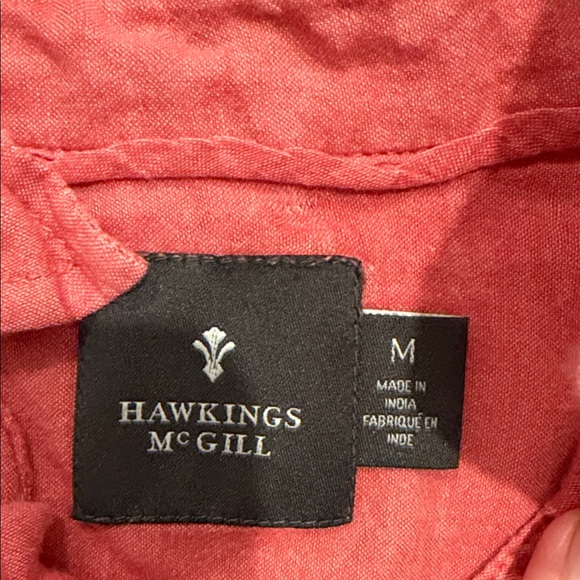 HAWKINGS
McGILL
M
MADE IN
INDIA
FABRIQUÉ EN
INDE